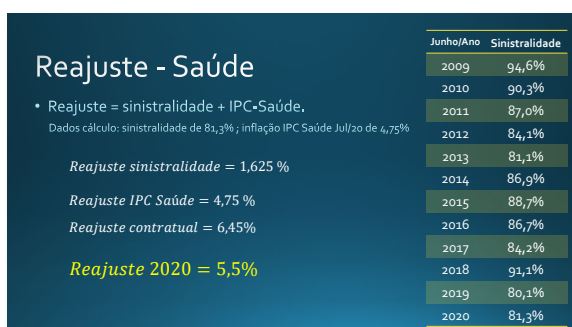 Reajuste - Saúde
• Reajuste = sinistralidade + IPC-Saúde.
Dados cálculo: sinistralidade de 81,3% ; inflação IPC Saúde Jul/20 de 4,75%
Reajuste sinistralidade = 1,625 %
Reajuste IPC Saúde = 4,75 %
Reajuste contratual = 6,45%
Reajuste 2020 = 5,5%
Junho/Ano Sinistralidade
2009 94,6%
2010 90,3%
2011 87,0%
2012 84,1%
2013 81,1%
2014 86,9%
2015 88,7%
2016 86,7%
2017 84,2%
2018 91,1%
2019 80,1%
2020 81,3%